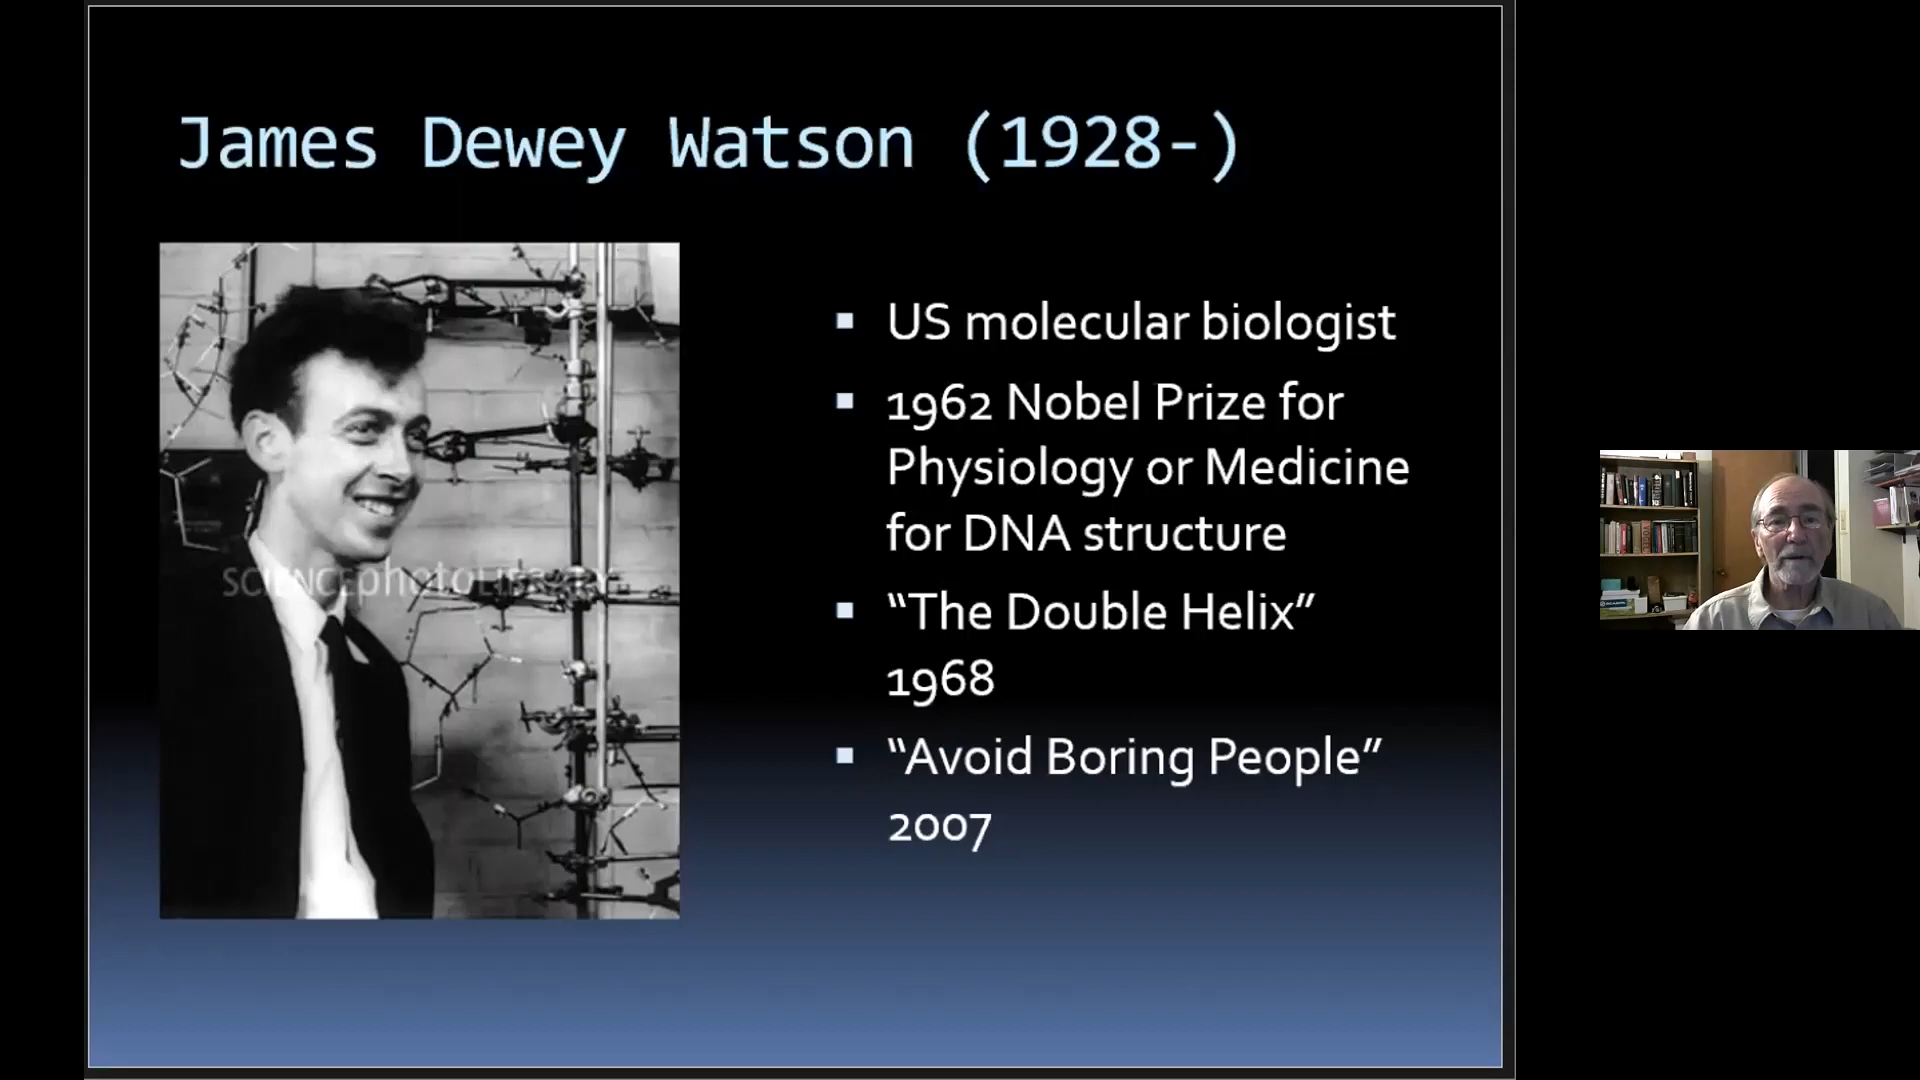 James Dewey Watson (1928-)
US molecular biologist
1962 Nobel Prize for
Physiology or Medicine
for DNA structure
“The Double Helix”
1968
“Avoid Boring People”
2007
SCIENCEphotoLIBRARY